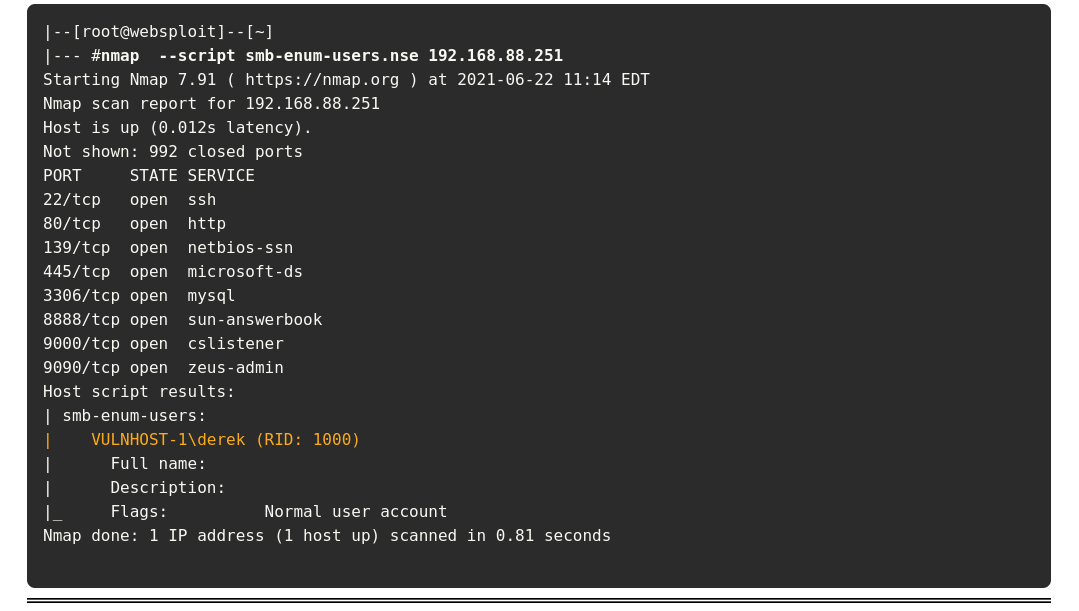 |--[root@websploit]--[~]
|--- #nmap  --script smb-enum-users.nse 192.168.88.251
Starting Nmap 7.91 ( https://nmap.org ) at 2021-06-22 11:14 EDT
Nmap scan report for 192.168.88.251
Host is up (0.012s latency).
Not shown: 992 closed ports
PORT     STATE SERVICE
22/tcp   open  ssh
80/tcp   open  http
139/tcp  open  netbios-ssn
445/tcp  open  microsoft-ds
3306/tcp open  mysql
8888/tcp open  sun-answerbook
9000/tcp open  cslistener
9090/tcp open  zeus-admin
Host script results:
| smb-enum-users:
|    VULNHOST-1\derek (RID: 1000)
|      Full name:
|      Description:
|_     Flags:          Normal user account
Nmap done: 1 IP address (1 host up) scanned in 0.81 seconds